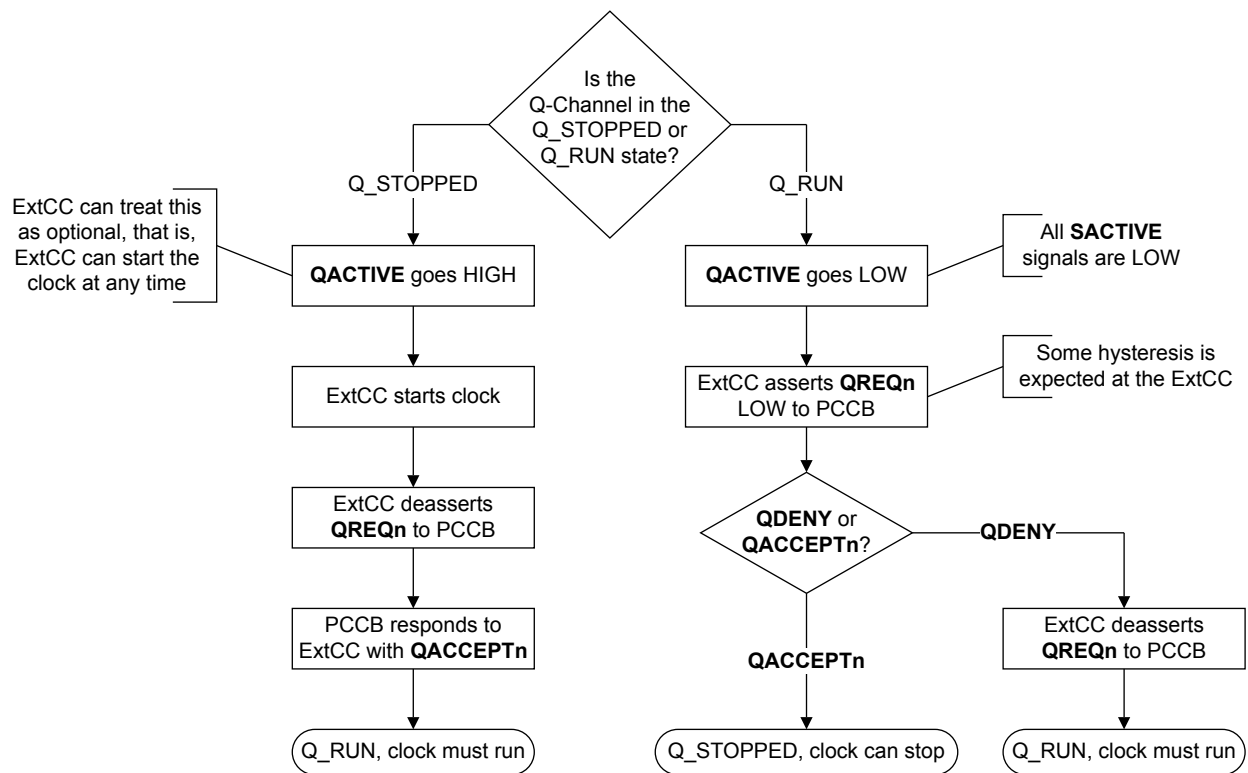 Is the
Q-Channel in the
Q_STOPPED or
Q_RUN state?
Q_STOPPED
Q_RUN
ExtCC can treat this
as optional, that is,
ExtCC can start the
clock at any time
QACTIVE goes HIGH
QACTIVE goes LOW
All SACTIVE
signals are LOW
ExtCC starts clock
ExtCC asserts QREQn
LOW to PCCB
Some hysteresis is
expected at the ExtCC
ExtCC deasserts
QREQn to PCCB
QDENY or
QACCEPTn?
QDENY
PCCB responds to
ExtCC with QACCEPTn
QACCEPTn
ExtCC deasserts
QREQn to PCCB
Q_RUN, clock must run
Q_STOPPED, clock can stop
Q_RUN, clock must run